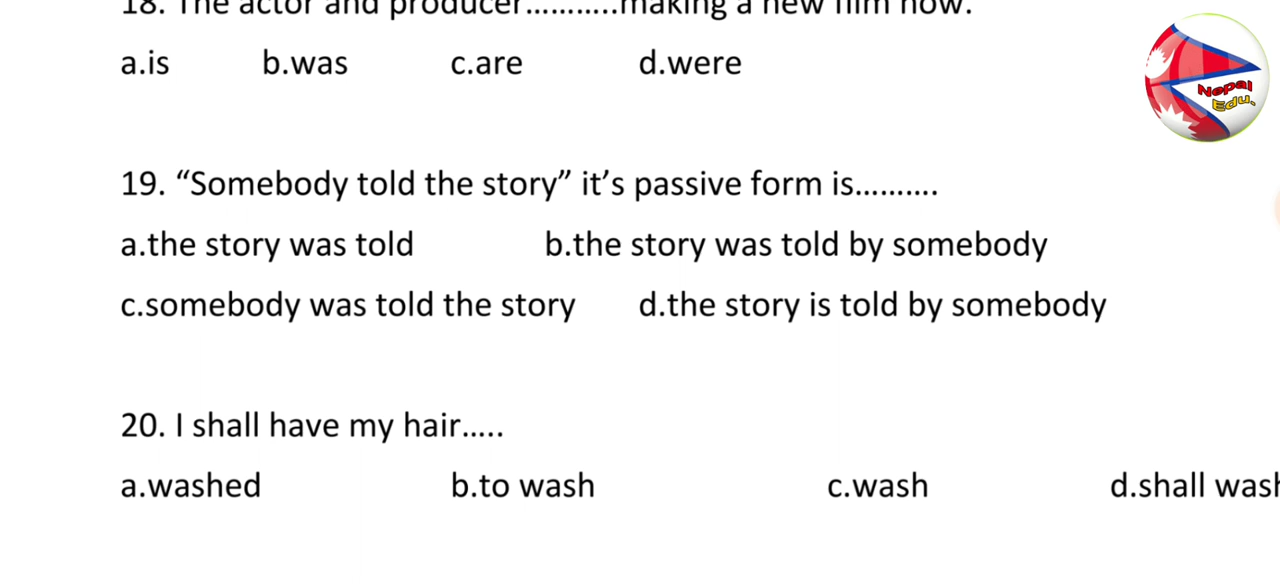 18. The actor and producer...........making a new film now.
a.is b.was c.are d.were
19. “Somebody told the story” it’s passive form is..........
a.the story was told b.the story was told by somebody
c.somebody was told the story d.the story is told by somebody
20. I shall have my hair.....
a.washed b.to wash c.wash d.shall wash
Nepal
Edu.